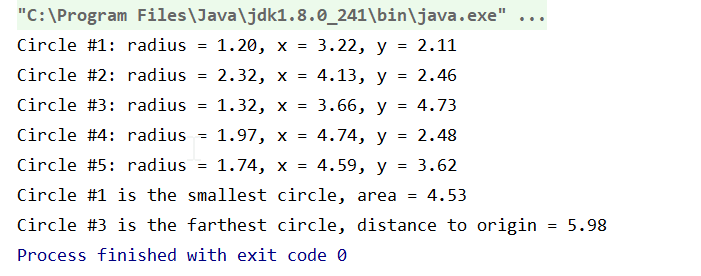 "C:\Program Files\Java\jdk1.8.0_241\bin\java.exe" ...
Circle #1: radius = 1.20, x = 3.22, y = 2.11
Circle #2: radius = 2.32, x = 4.13, y = 2.46
Circle #3: radius = 1.32, x = 3.66, y = 4.73
Circle #4: radius = 1.97, x = 4.74, y = 2.48
Circle #5: radius = 1.74, x = 4.59, y = 3.62
Circle #1 is the smallest circle, area = 4.53
Circle #3 is the farthest circle, distance to origin = 5.98
Process finished with exit code 0